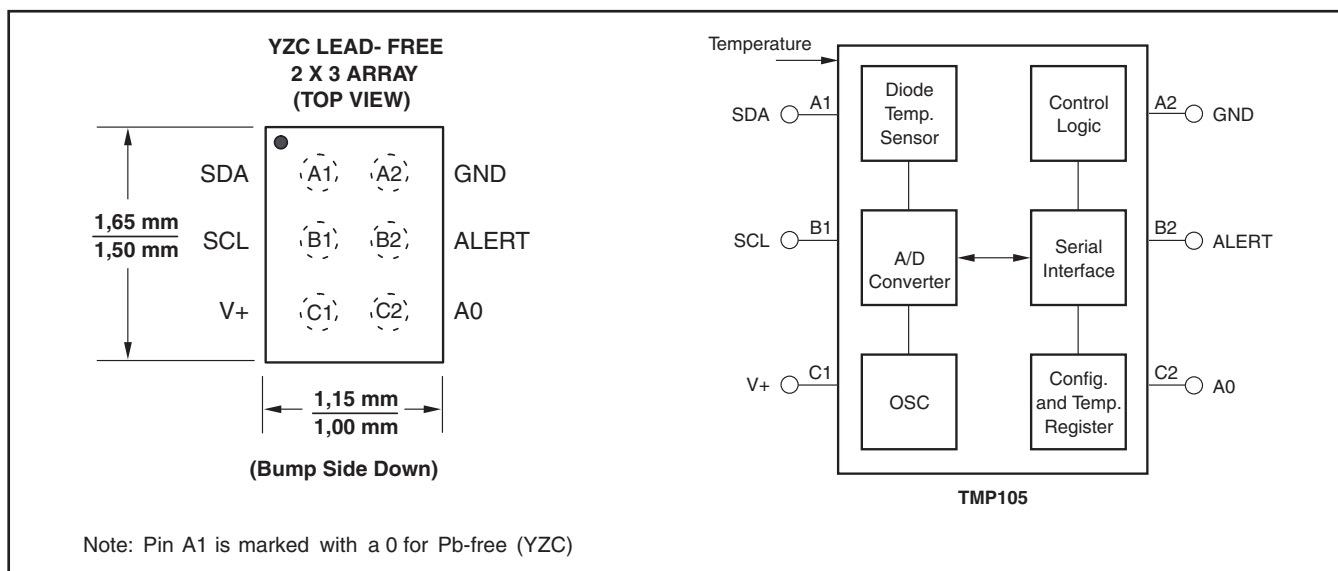 YZC LEAD- FREE
2 X 3 ARRAY
(TOP VIEW)
SDA A1 A2 GND
1,65 mm
1,50 mm
SCL B1 B2 ALERT
V+ C1 C2 A0
1,15 mm
1,00 mm
(Bump Side Down)
Note: Pin A1 is marked with a 0 for Pb-free (YZC)
Temperature
SDA A1
Diode
Temp.
Sensor
Control
Logic
A2 GND
SCL B1
A/D
Converter
Serial
Interface
B2 ALERT
V+ C1
OSC
Config.
and Temp.
Register
C2 A0
TMP105